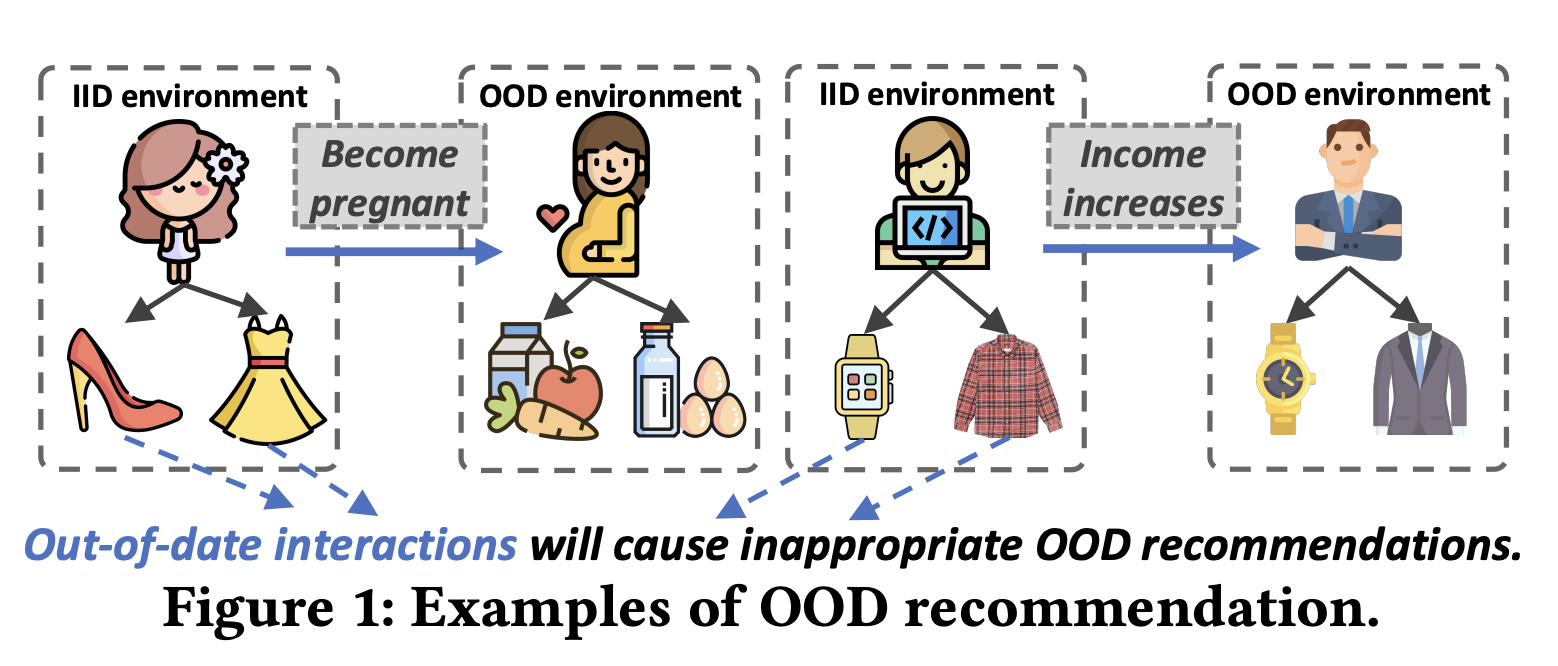 IID environment
OOD environment
IID environment
OOD environment
Become
pregnant
Income
increases
</>
Out-of-date interactions will cause inappropriate OOD recommendations.
Figure 1: Examples of OOD recommendation.